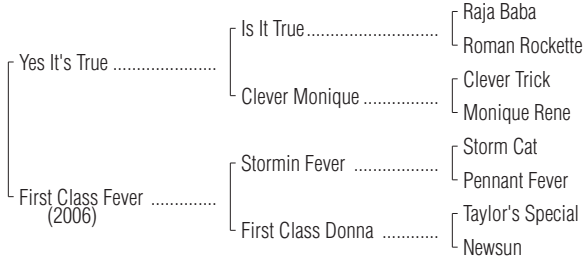 Raja Baba
Is It True..............................
Roman Rockette
Yes It's True .......................
Clever Trick
Clever Monique .................
Monique Rene
Storm Cat
Stormin Fever ...................
Pennant Fever
First Class Fever ..............
(2006)
Taylor's Special
First Class Donna ............
Newsun